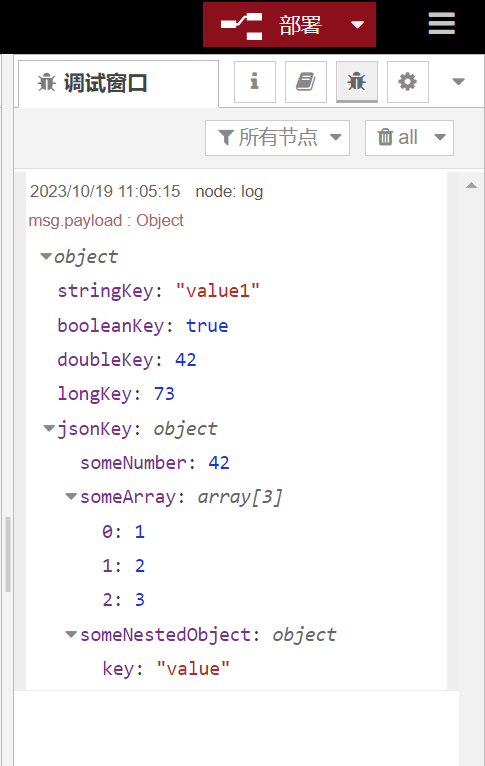 部署
调试窗口
所有节点 all
2023/10/19 11:05:15 node: log
msg.payload : Object
object
stringKey: "value1"
booleanKey: true
doubleKey: 42
longKey: 73
jsonKey: object
someNumber: 42
someArray: array[3]
0: 1
1: 2
2: 3
someNestedObject: object
key: "value"